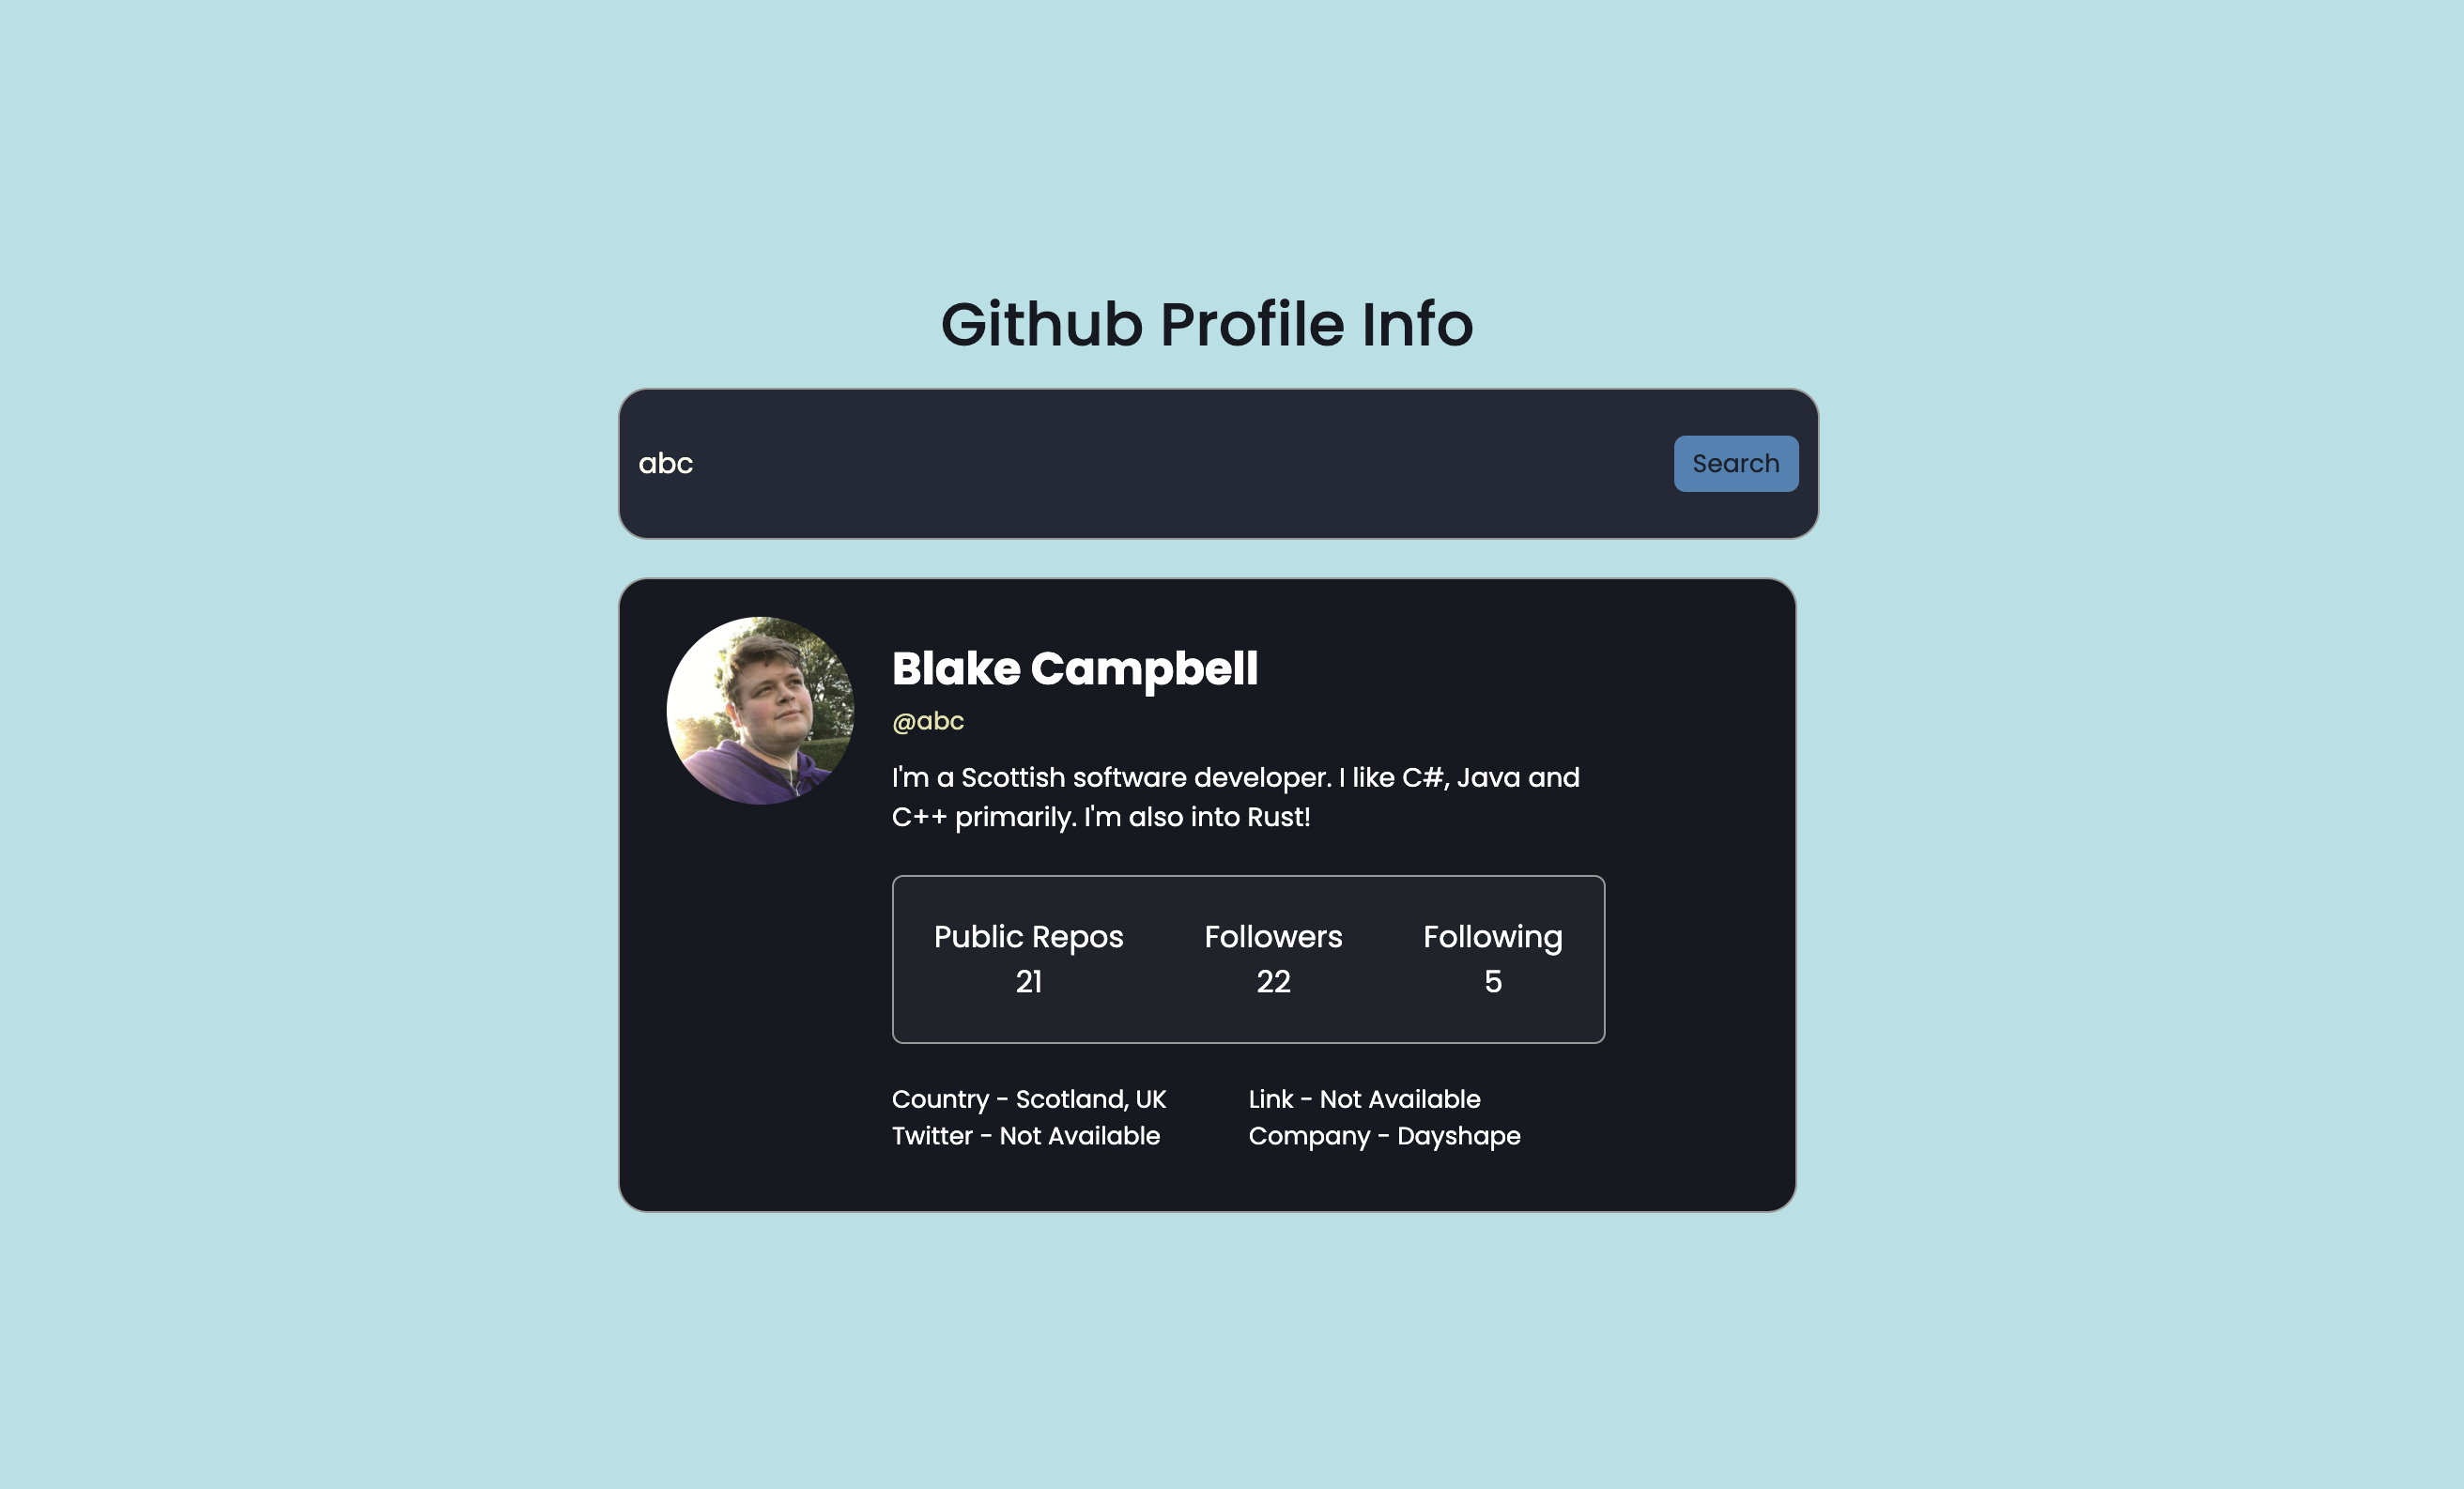 Github Profile Info
abc
Search
Blake Campbell
@abc
I'm a Scottish software developer. I like C#, Java and
C++ primarily. I'm also into Rust!
Public Repos
21
Followers
22
Following
5
Country - Scotland, UK
Link - Not Available
Twitter - Not Available
Company - Dayshape